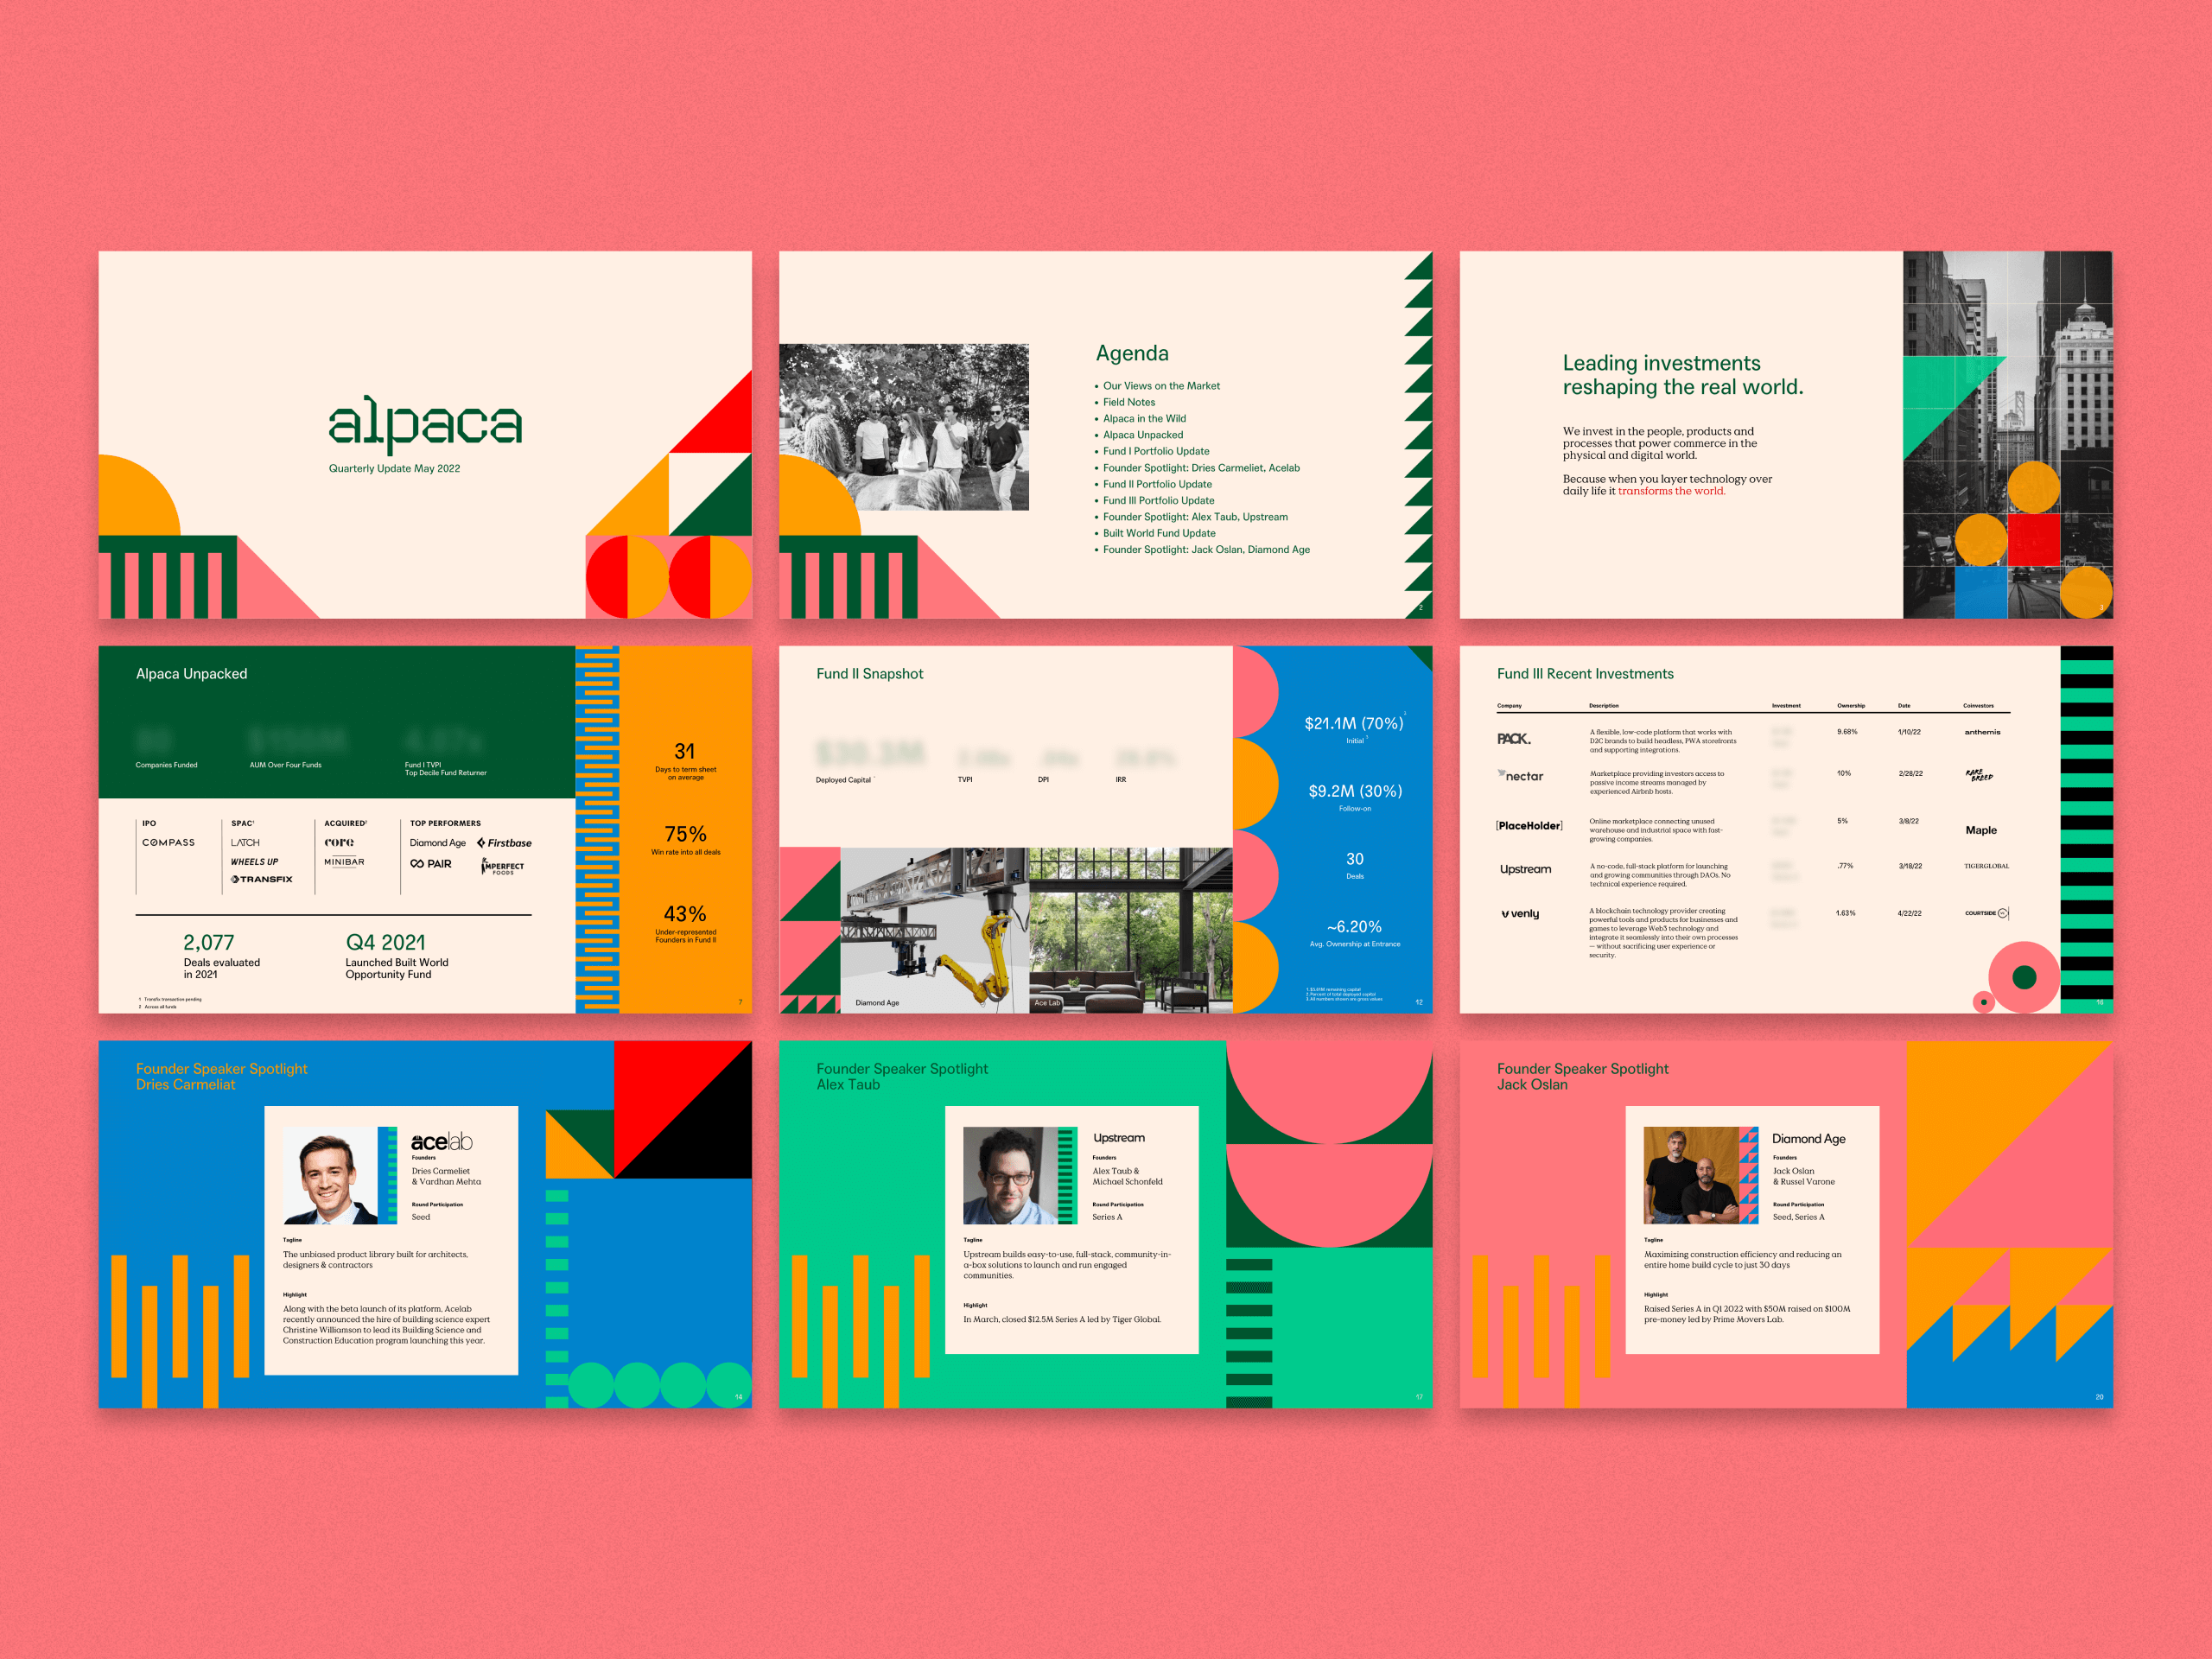 alpaca
Quarterly Update May 2022
Agenda
• Our Views on the Market
• Field Notes
• Alpaca in the Wild
• Alpaca Unpacked
• Fund I Portfolio Update
• Founder Spotlight: Dries Carmeliet, Acelab
• Fund II Portfolio Update
• Fund III Portfolio Update
• Founder Spotlight: Alex Taub, Upstream
• Built World Fund Update
• Founder Spotlight: Jack Oslan, Diamond Age
2
Leading investments
reshaping the real world.
We invest in the people, products and
processes that power commerce in the
physical and digital world.
Because when you layer technology over
daily life it transforms the world.
Alpaca Unpacked
Companies Funded
AUM Over Four Funds
Fund I TVPI
Top Decile Fund Returner
IPO
COMPASS
SPAC¹
LATCH
WHEELS UP
TRANSFIX
ACQUIRED²
core
MINIBAR
TOP PERFORMERS
Diamond Age
Firstbase
PAIR
IMPERFECT
FOODS
2,077
Deals evaluated
in 2021
Q4 2021
Launched Built World
Opportunity Fund
1 Transfix transaction pending
2 Across all funds
31
Days to term sheet
on average
75%
Win rate into all deals
43%
Under-represented
Founders in Fund II
7
Fund II Snapshot
Deployed Capital
TVPI
DPI
IRR
Diamond Age
Ace Lab
$21.1M (70%)²
Initial ¹
$9.2M (30%)
Follow-on
30
Deals
~6.20%
Avg. Ownership at Entrance
2. Percent of total deployed capital
3. All numbers shown are gross values
12
Fund III Recent Investments
Company Description Investment Ownership Date Coinvestors
PACK.
A flexible, low-code platform that works with
D2C brands to build headless, PWA storefronts
and supporting integrations.
9.68% 1/10/22 anthemis
nectar
Marketplace providing investors access to
passive income streams managed by
experienced Airbnb hosts.
10% 2/28/22 RARE
BREED
[PlaceHolder]
Online marketplace connecting unused
warehouse and industrial space with fast-
growing companies.
5% 3/8/22 Maple
Upstream
A no-code, full-stack platform for launching
and growing communities through DAOs. No
technical experience required.
.77% 3/18/22 TIGERGLOBAL
venly
A blockchain technology provider creating
powerful tools and products for businesses and
games to leverage Web3 technology and
integrate it seamlessly into their own processes
— without sacrificing user experience or
security.
1.63% 4/22/22 COURTSIDE VC
16
Founder Speaker Spotlight
Dries Carmeliat
acelab
Founders
Dries Carmeliet
& Vardhan Mehta
Round Participation
Seed
Tagline
The unbiased product library built for architects,
designers & contractors
Highlight
Along with the beta launch of its platform, Acelab
recently announced the hire of building science expert
Christine Williamson to lead its Building Science and
Construction Education program launching this year.
14
Founder Speaker Spotlight
Alex Taub
Upstream
Founders
Alex Taub &
Michael Schonfeld
Round Participation
Series A
Tagline
Upstream builds easy-to-use, full-stack, community-in-
a-box solutions to launch and run engaged
communities.
Highlight
In March, closed $12.5M Series A led by Tiger Global.
17
Founder Speaker Spotlight
Jack Oslan
Diamond Age
Founders
Jack Oslan
& Russel Varone
Round Participation
Seed, Series A
Tagline
Maximizing construction efficiency and reducing an
entire home build cycle to just 30 days
Highlight
Raised Series A in Q1 2022 with $50M raised on $100M
pre-money led by Prime Movers Lab.
20